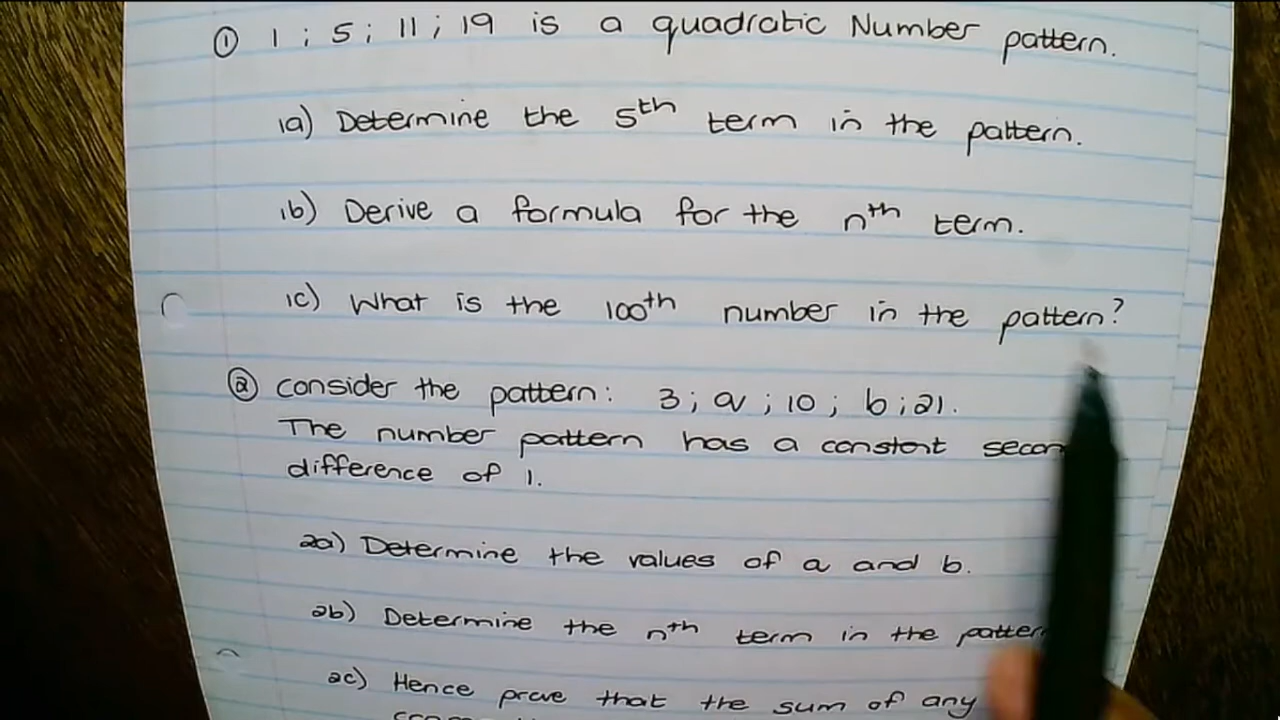 ① 1 ; 5 ; 11 ; 19 is a quadratic Number pattern.
1a) Determine the 5th term in the pattern.
1b) Derive a formula for the nth term.
1c) What is the 100th number in the pattern?
② consider the pattern: 3 ; a ; 10 ; b ; 21.
The number pattern has a constant
difference of 1.
2a) Determine the values of a and b.
2b) Determine the nth term in the
2c) Hence prove that the sum of any